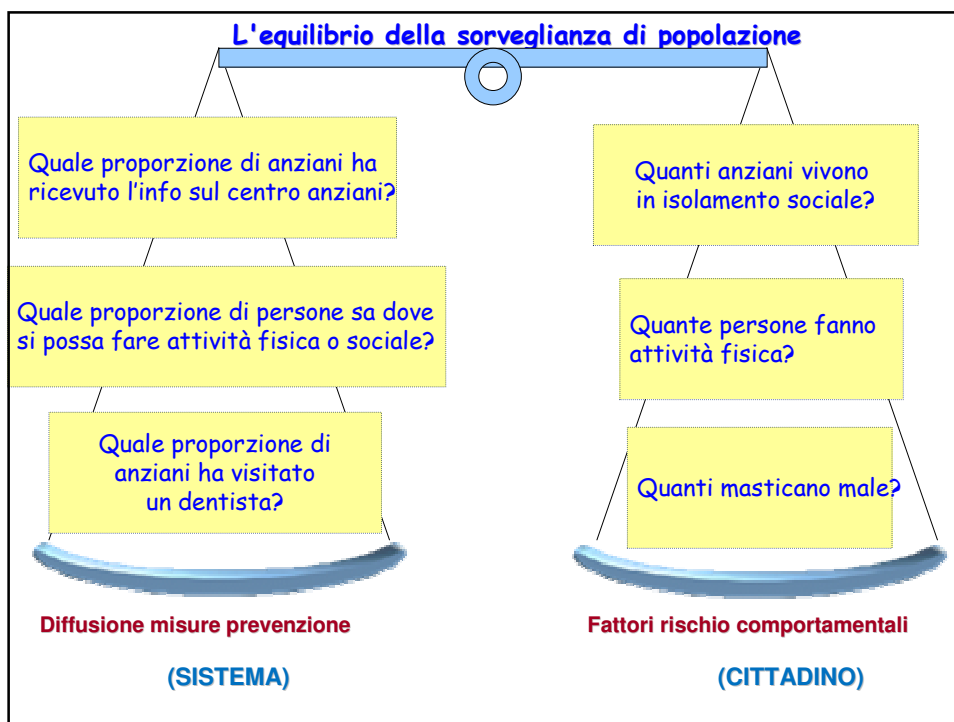 L'equilibrio della sorveglianza di popolazione
Quale proporzione di anziani ha
ricevuto l'info sul centro anziani?
Quale proporzione di persone sa dove
si possa fare attività fisica o sociale?
Quale proporzione di
anziani ha visitato
un dentista?
Diffusione misure prevenzione
(SISTEMA)
Quanti anziani vivono
in isolamento sociale?
Quante persone fanno
attività fisica?
Quanti masticano male?
Fattori rischio comportamentali
(CITTADINO)